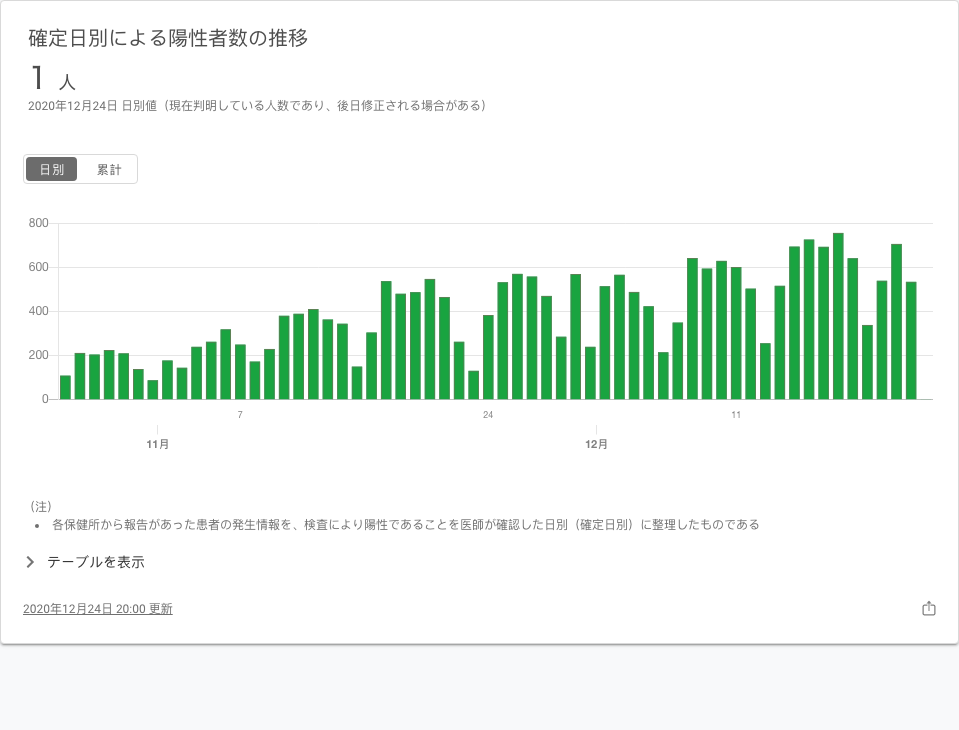 確定日別による陽性者数の推移
1 人
2020年12月24日 日別値（現在判明している人数であり、後日修正される場合がある）
日別 累計
800
600
400
200
0
7 24 11
11月 12月
（注）
• 各保健所から報告があった患者の発生情報を、検査により陽性であることを医師が確認した日別（確定日別）に整理したものである
テーブルを表示
2020年12月24日 20:00 更新